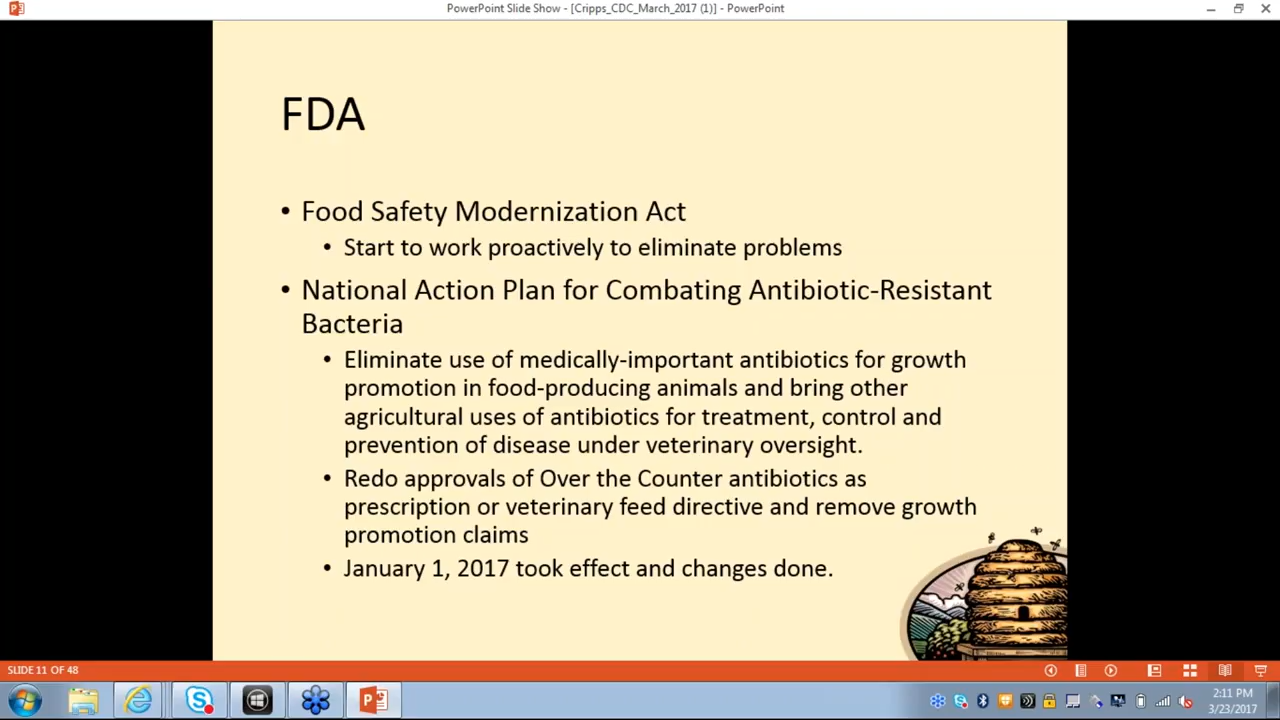 PowerPoint Slide Show - [Cripps_CDC_March_2017 (1)] - PowerPoint
FDA
• Food Safety Modernization Act
• Start to work proactively to eliminate problems
• National Action Plan for Combating Antibiotic-Resistant
Bacteria
• Eliminate use of medically-important antibiotics for growth
promotion in food-producing animals and bring other
agricultural uses of antibiotics for treatment, control and
prevention of disease under veterinary oversight.
• Redo approvals of Over the Counter antibiotics as
prescription or veterinary feed directive and remove growth
promotion claims
• January 1, 2017 took effect and changes done.
SLIDE 11 OF 48
2:11 PM
3/23/2017